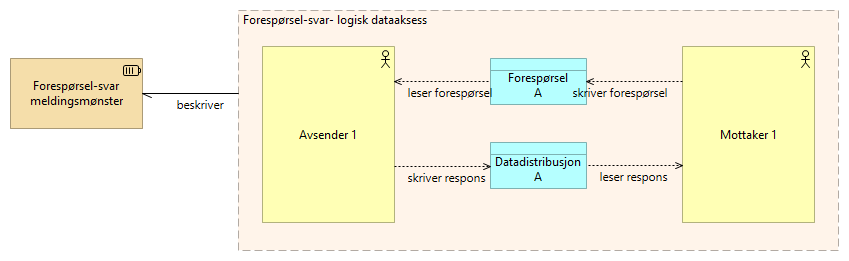 Forespørsel-svar- logisk dataaksess
Forespørsel-svar
meldingsmønster
beskriver
Avsender 1
Forespørsel
A
leser forespørsel
skriver forespørsel
Datadistribusjon
A
skriver respons
leser respons
Mottaker 1